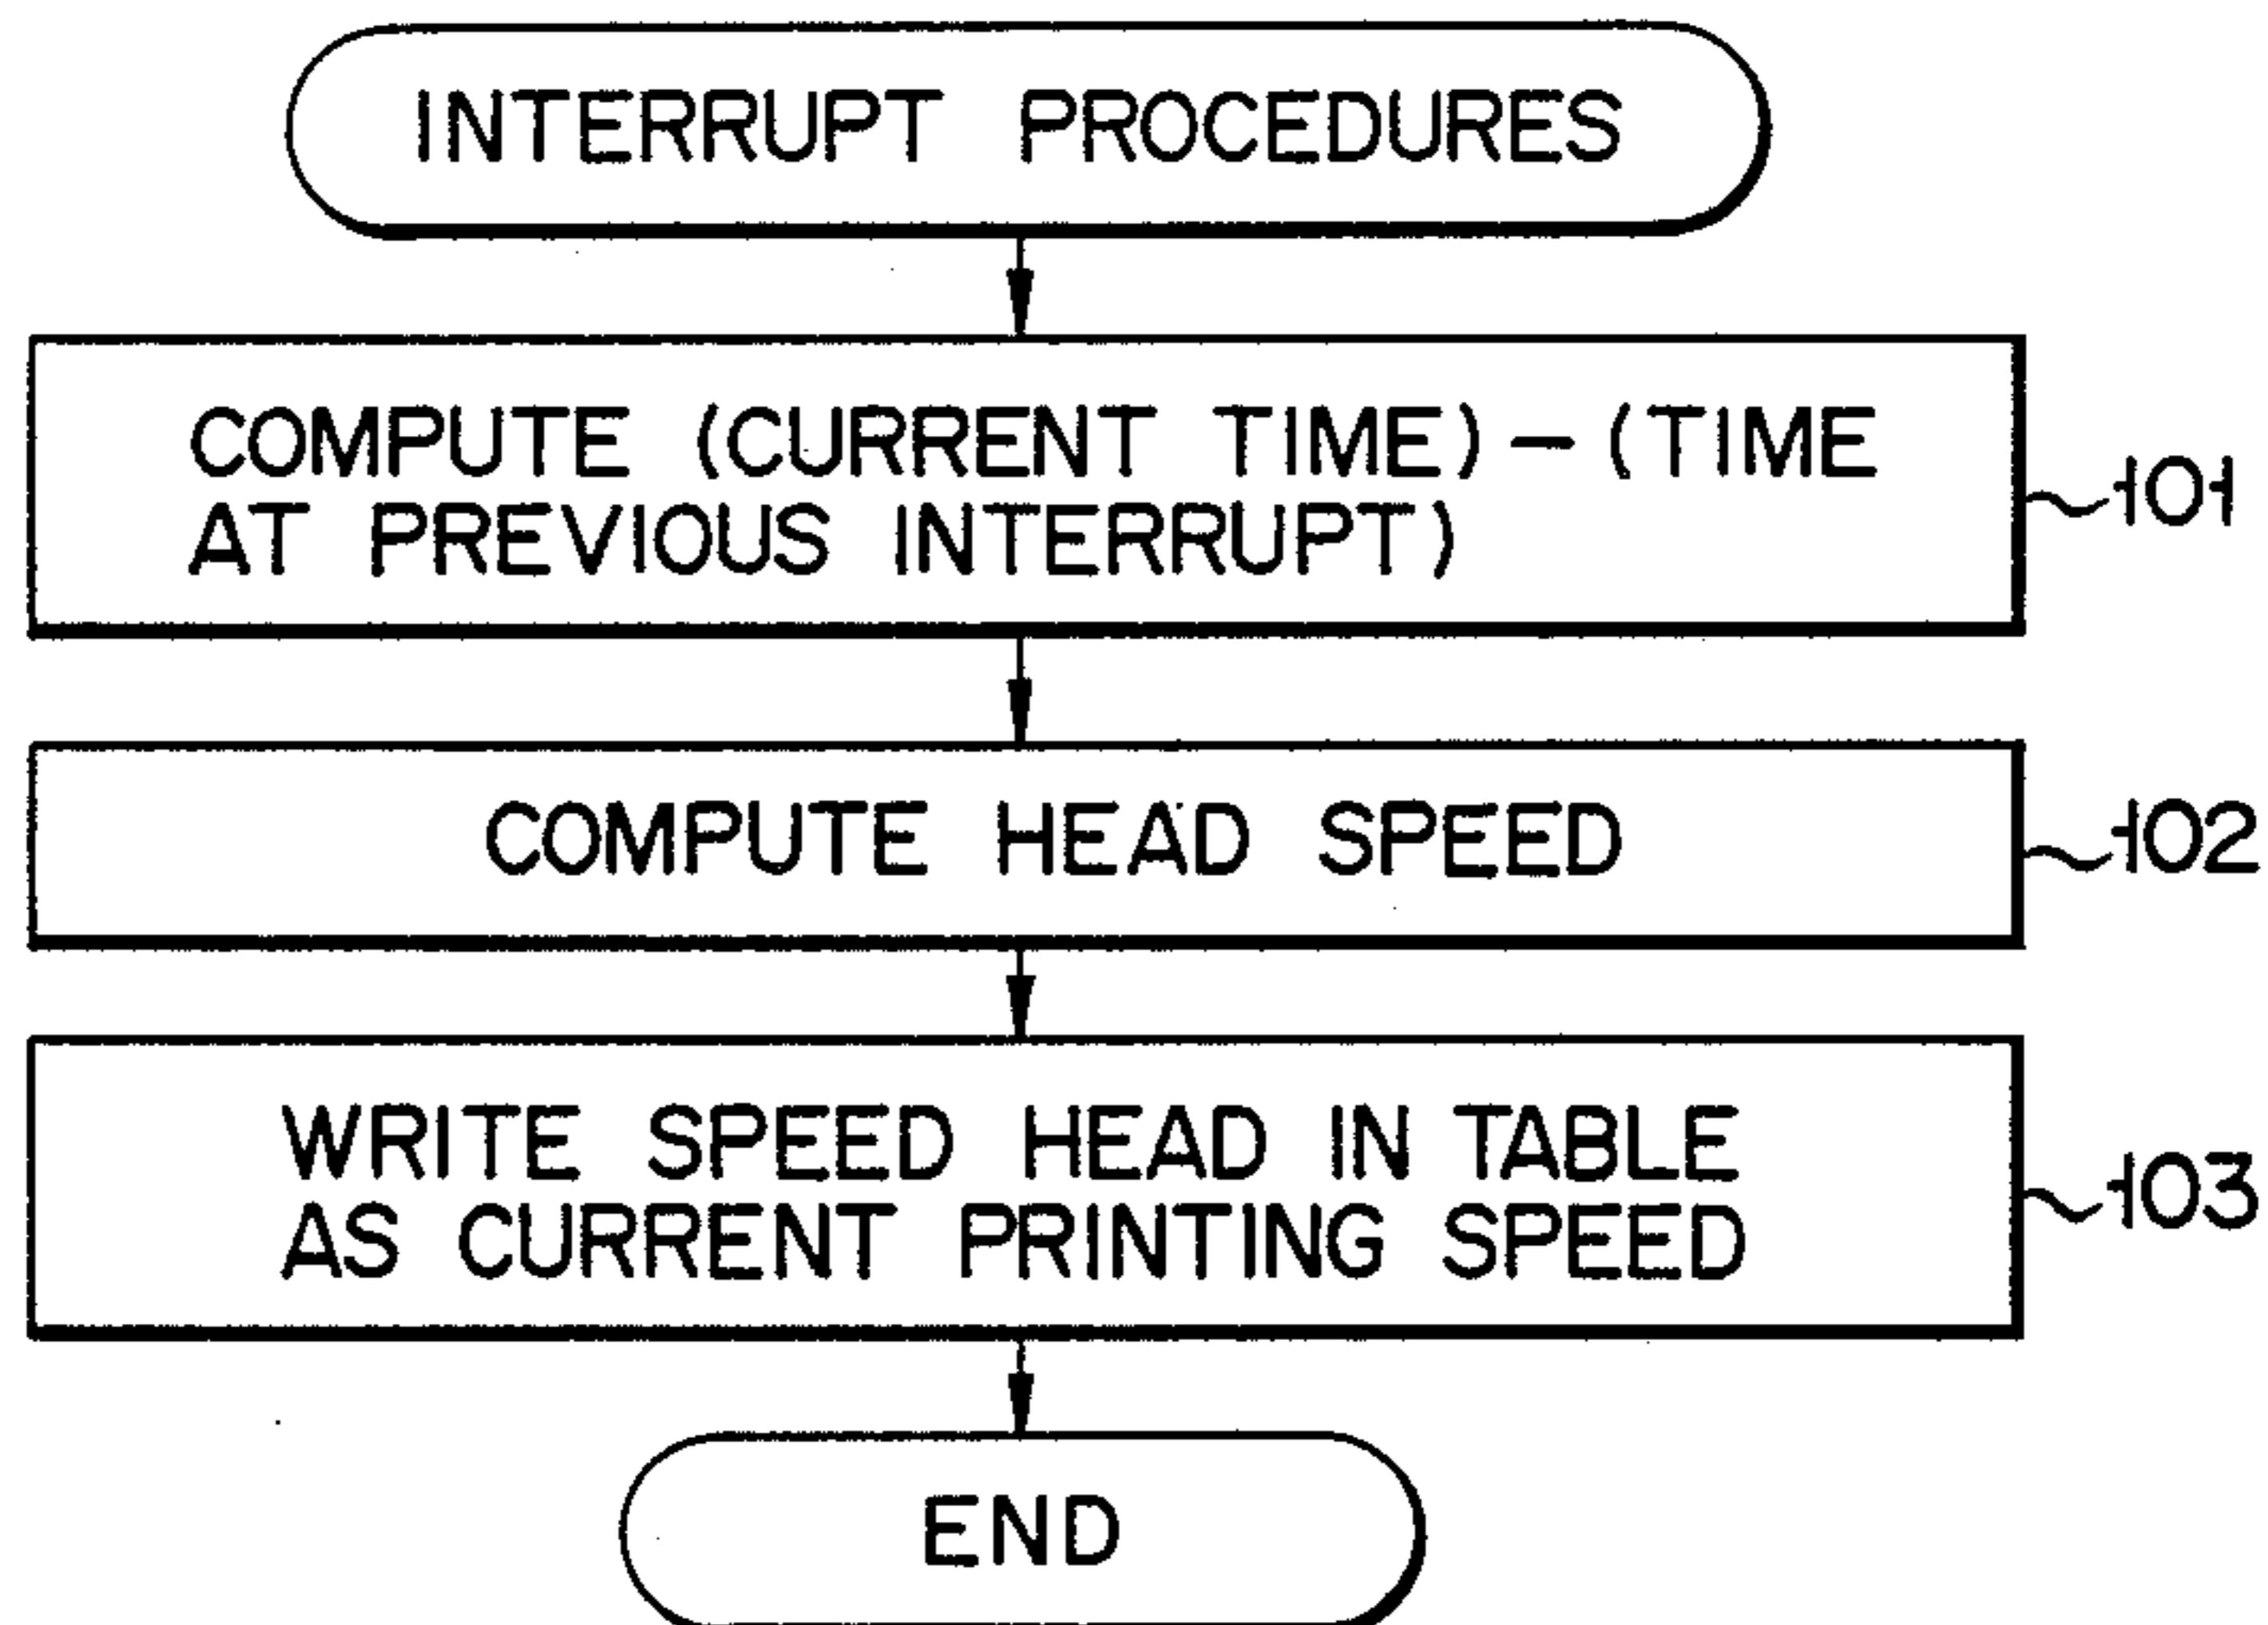 INTERRUPT PROCEDURES
COMPUTE (CURRENT TIME) – (TIME
AT PREVIOUS INTERRUPT)
101
COMPUTE HEAD SPEED
102
WRITE SPEED HEAD IN TABLE
AS CURRENT PRINTING SPEED
103
END